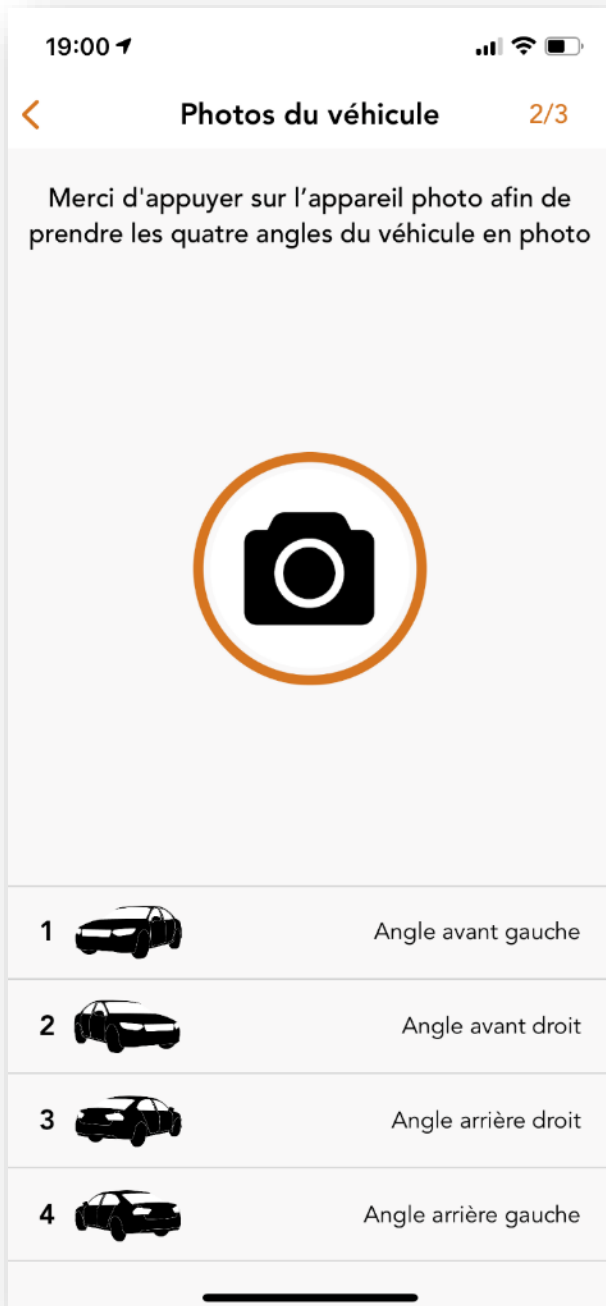 19:00
Photos du véhicule 2/3
Merci d'appuyer sur l’appareil photo afin de
prendre les quatre angles du véhicule en photo
1 Angle avant gauche
2 Angle avant droit
3 Angle arrière droit
4 Angle arrière gauche